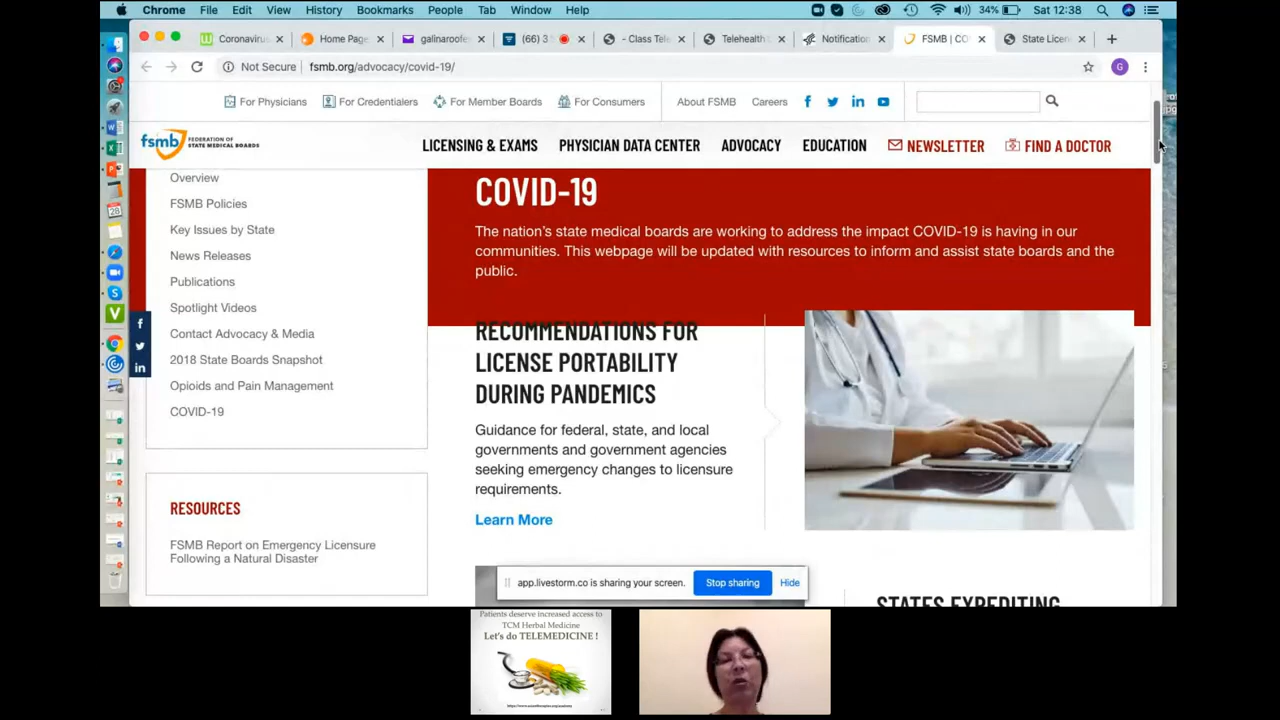 Chrome File Edit View History Bookmarks People Tab Window Help 34% Sat 12:38
Coronavirus Home Page galinaroofe (66) 3 - Class Tele Telehealth Notification FSMB | CO State Licen
Not Secure fsmb.org/advocacy/covid-19/ G
For Physicians For Credentialers For Member Boards For Consumers About FSMB Careers
fsmb FEDERATION OF
STATE MEDICAL BOARDS
LICENSING & EXAMS PHYSICIAN DATA CENTER ADVOCACY EDUCATION NEWSLETTER FIND A DOCTOR
Overview
FSMB Policies
Key Issues by State
News Releases
Publications
Spotlight Videos
Contact Advocacy & Media
2018 State Boards Snapshot
Opioids and Pain Management
COVID-19
RESOURCES
FSMB Report on Emergency Licensure
Following a Natural Disaster
COVID-19
The nation's state medical boards are working to address the impact COVID-19 is having in our
communities. This webpage will be updated with resources to inform and assist state boards and the
public.
RECOMMENDATIONS FOR
LICENSE PORTABILITY
DURING PANDEMICS
Guidance for federal, state, and local
governments and government agencies
seeking emergency changes to licensure
requirements.
Learn More
STATES EXPEDITING
app.livestorm.co is sharing your screen. Stop sharing Hide
Patients deserve increased access to
TCM Herbal Medicine
Let's do TELEMEDICINE !